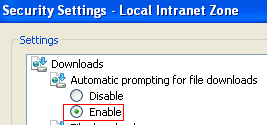 Security Settings - Local Intranet Zone
Settings
Downloads
Automatic prompting for file downloads
Disable
Enable